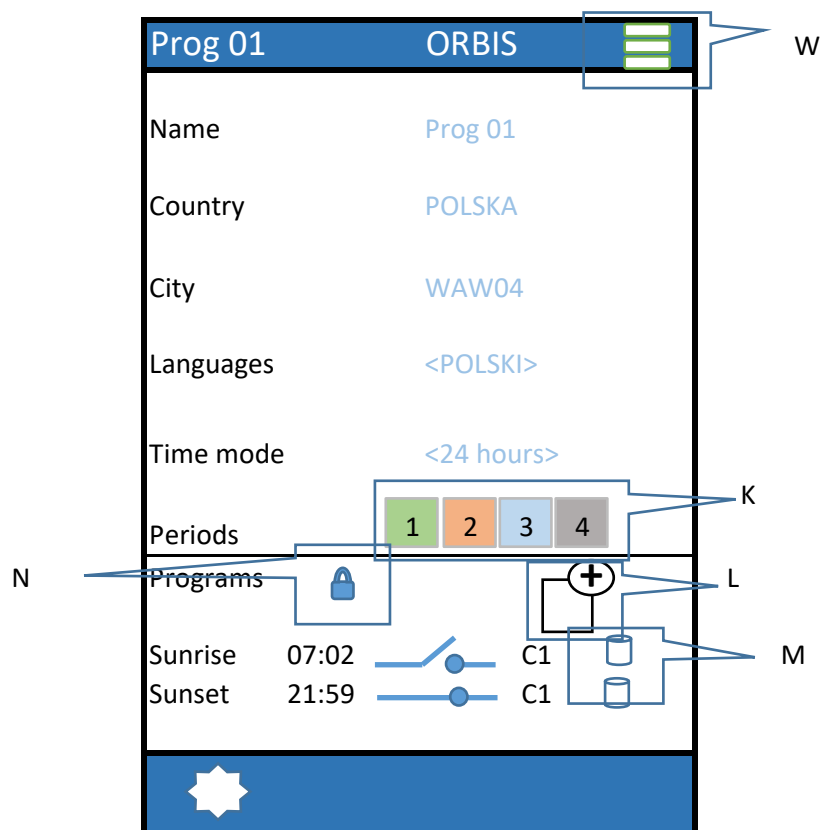 Prog 01 ORBIS W
Name Prog 01
Country POLSKA
City WAW04
Languages <POLSKI>
Time mode <24 hours>
K
Periods 1 2 3 4
N Programs + L
Sunrise 07:02 C1 M
Sunset 21:59 C1